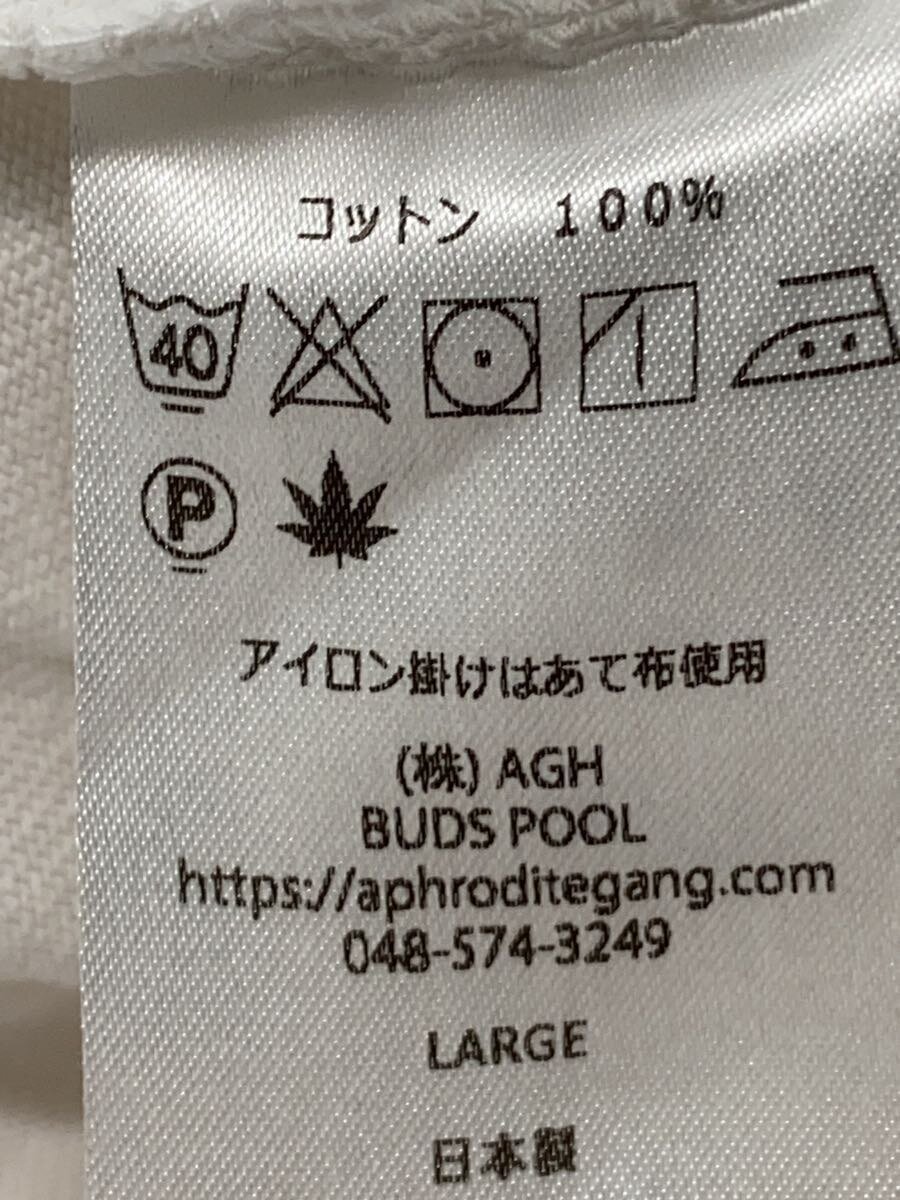 コットン 100%
40
P
アイロン掛けはあて布使用
(株) AGH
BUDS POOL
https://aphroditegang.com
048-574-3249
LARGE
日本製